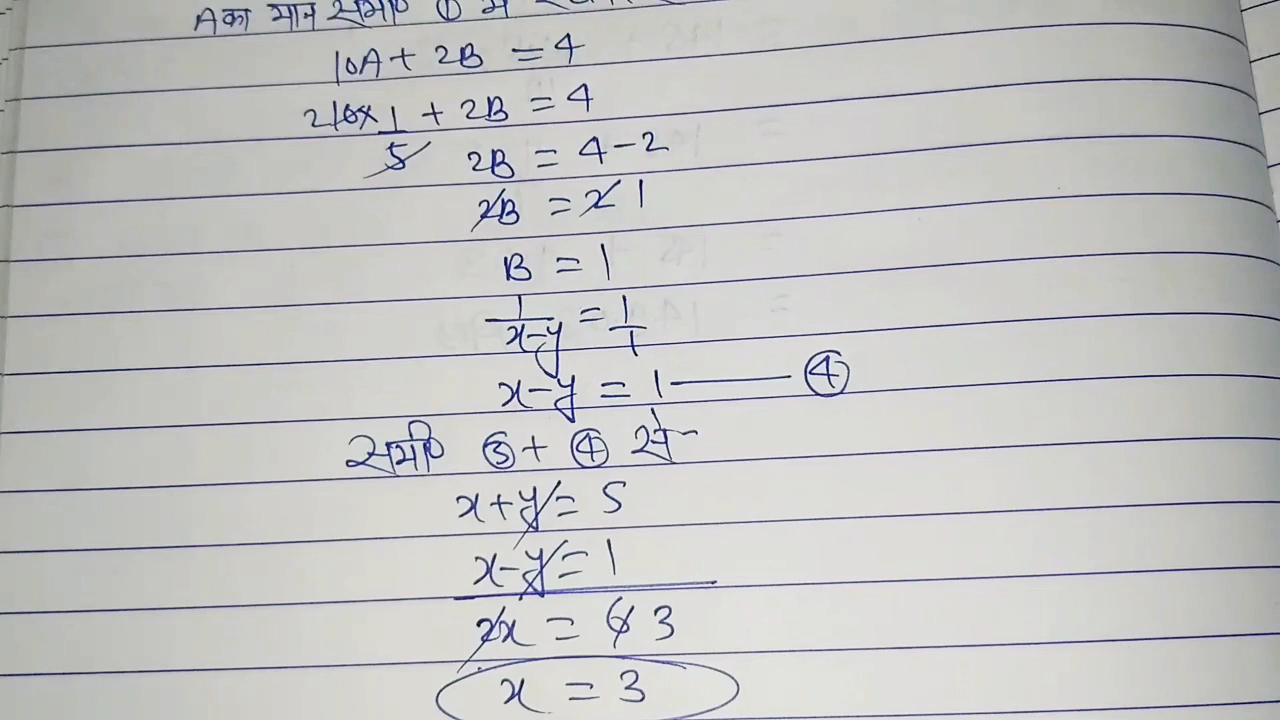 A का मान समी० ① में
10A + 2B = 4
2 10 × 1/5 + 2B = 4
2B = 4 - 2
2B = 2 1
B = 1
1/(x-y) = 1/1
x-y = 1 —— ④
समी० ③ + ④ से
x+y = 5
x-y = 1
2x = 6 3
x = 3